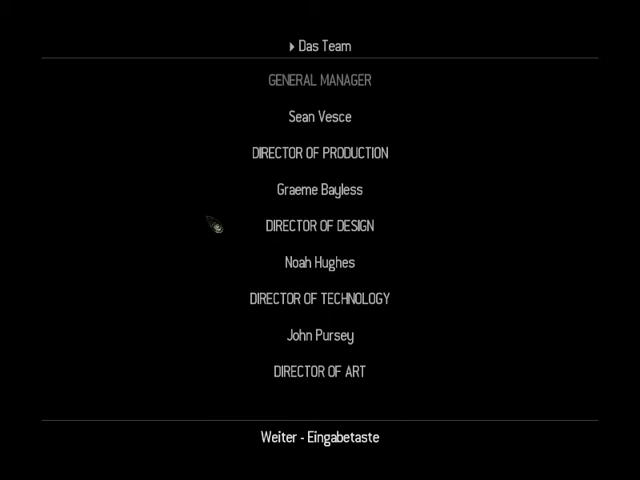 Das Team
GENERAL MANAGER
Sean Vesce
DIRECTOR OF PRODUCTION
Graeme Bayless
DIRECTOR OF DESIGN
Noah Hughes
DIRECTOR OF TECHNOLOGY
John Pursey
DIRECTOR OF ART
Weiter - Eingabetaste